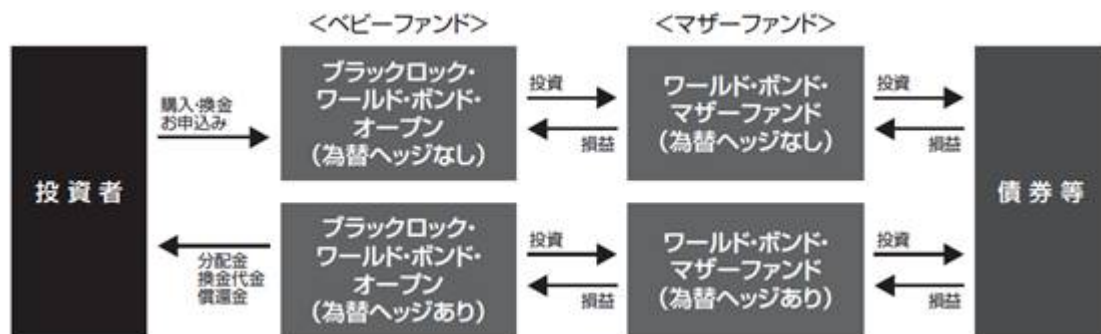 <ベビーファンド>
<マザーファンド>
投資者
購入・換金
お申込み
ブラックロック・
ワールド・ボンド・
オープン
(為替ヘッジなし)
投資
損益
ワールド・ボンド・
マザーファンド
(為替ヘッジなし)
投資
損益
債券等
分配金
換金代金
償還金
ブラックロック・
ワールド・ボンド・
オープン
(為替ヘッジあり)
投資
損益
ワールド・ボンド・
マザーファンド
(為替ヘッジあり)
投資
損益